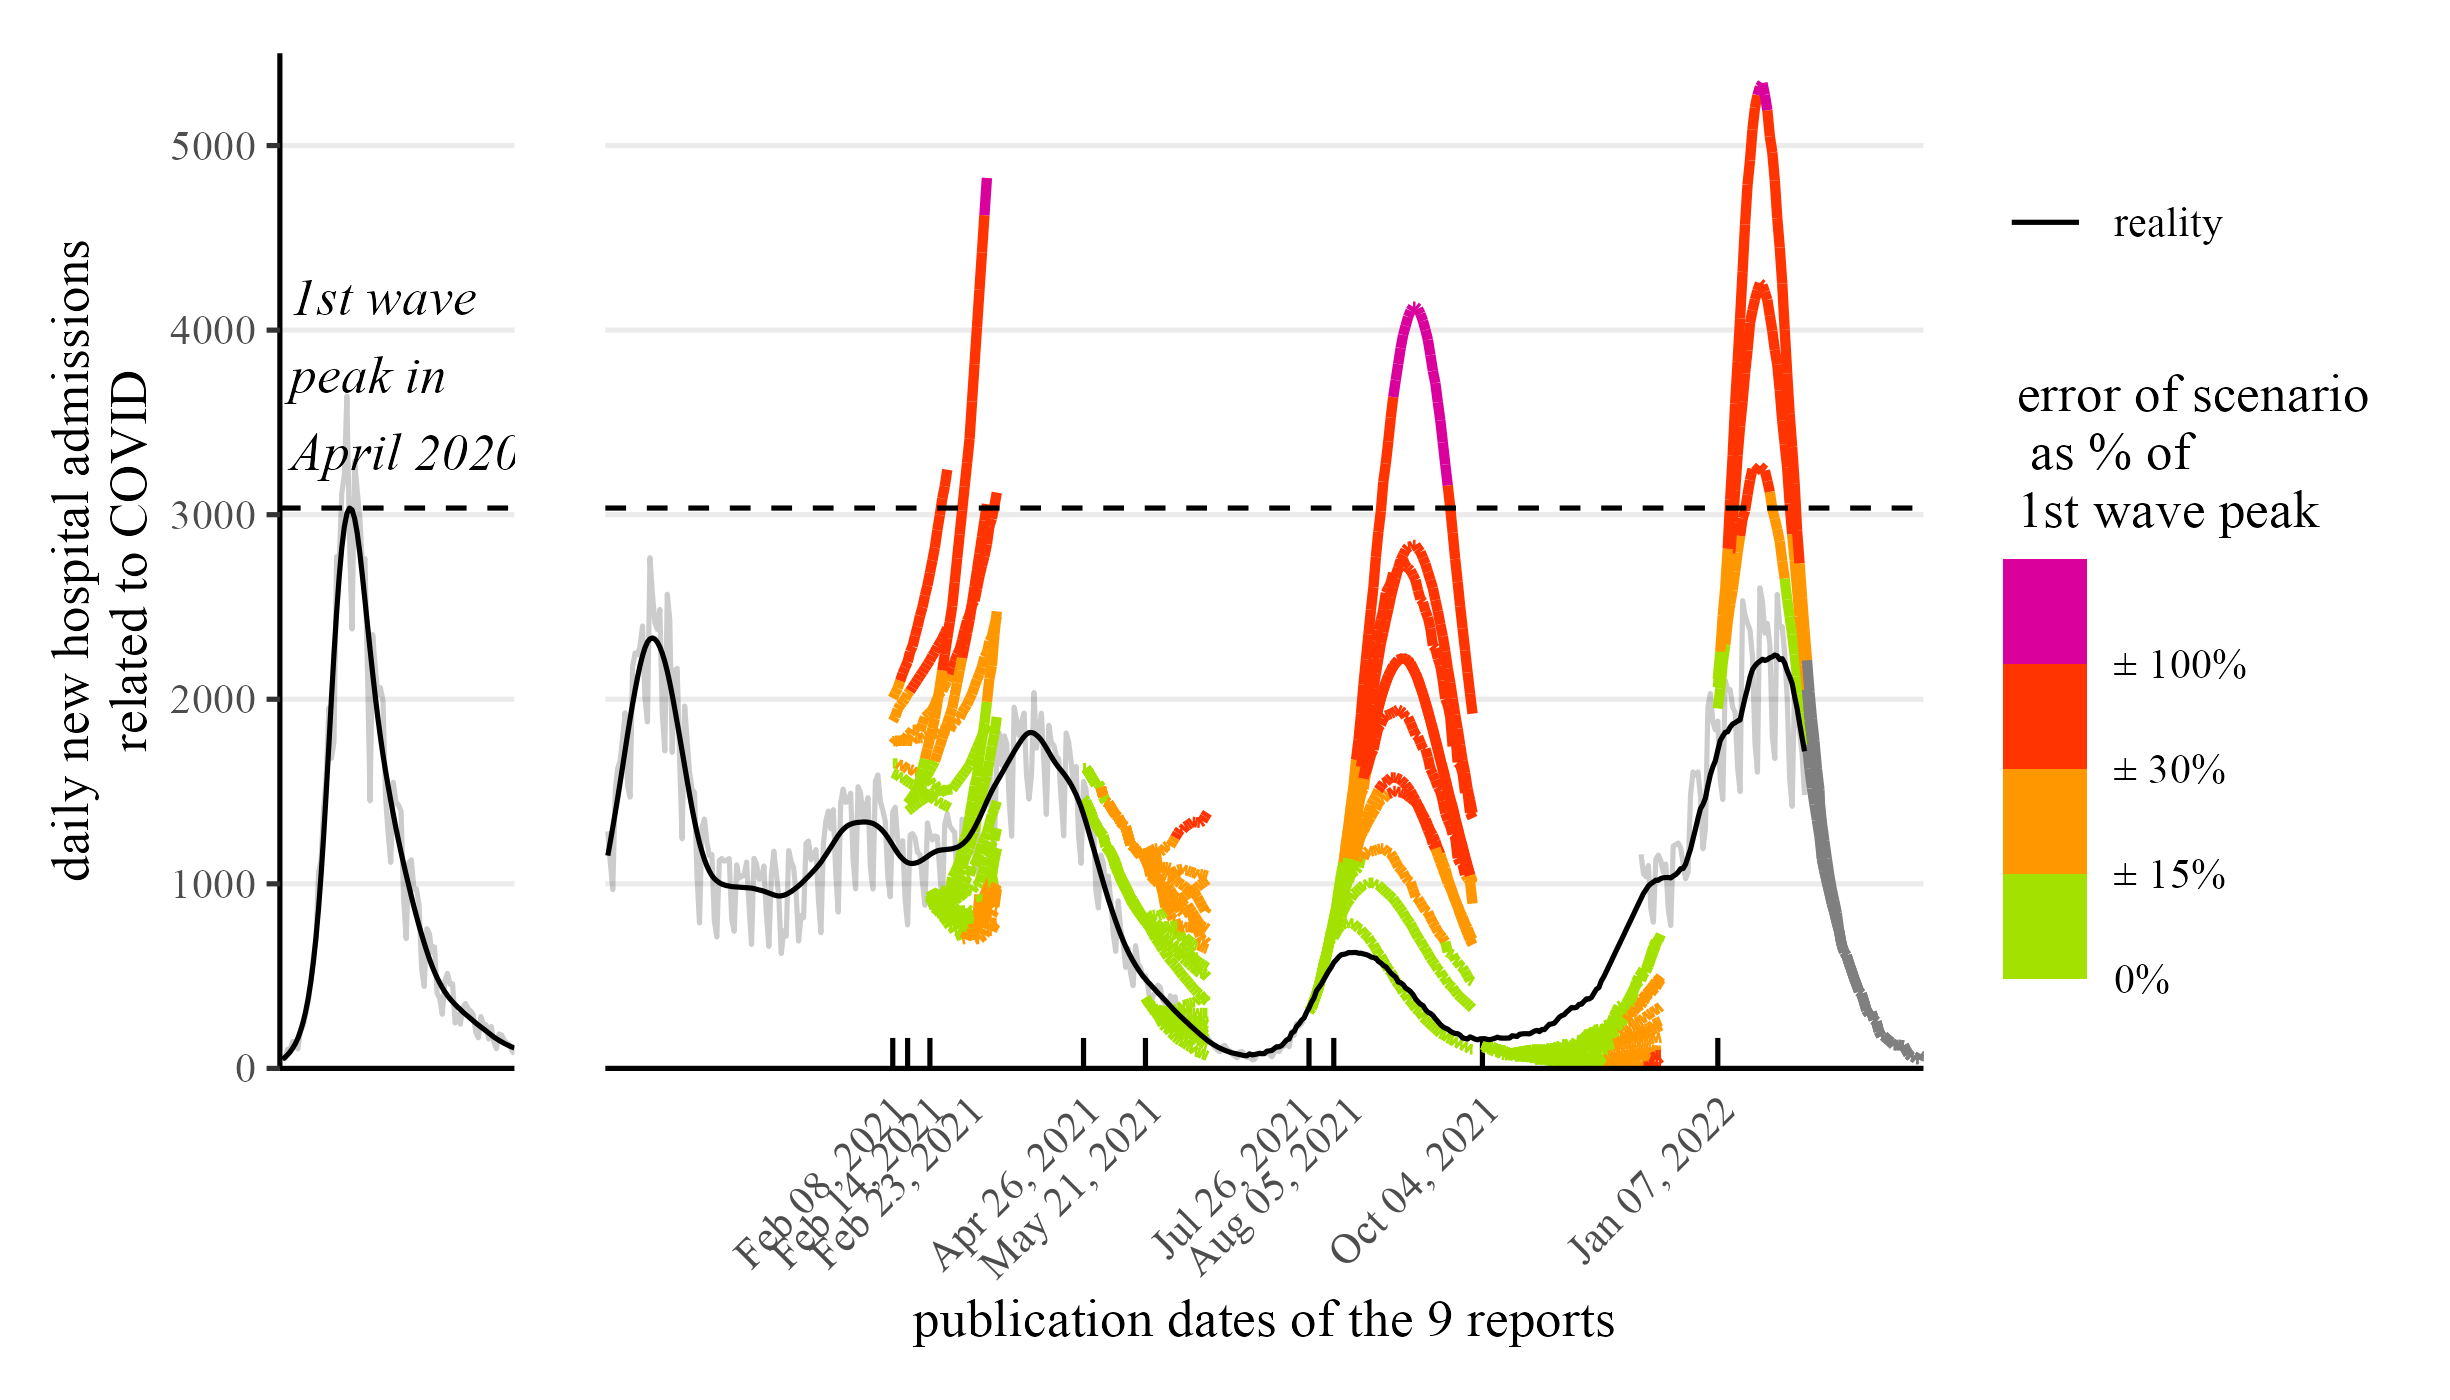 daily new hospital admissions
related to COVID
5000
4000
3000
2000
1000
0
1st wave
peak in
April 2020
Feb 08, 2021
Feb 14, 2021
Feb 23, 2021
Apr 26, 2021
May 21, 2021
Jul 26, 2021
Aug 05, 2021
Oct 04, 2021
Jan 07, 2022
publication dates of the 9 reports
reality
error of scenario
as % of
1st wave peak
± 100%
± 30%
± 15%
0%